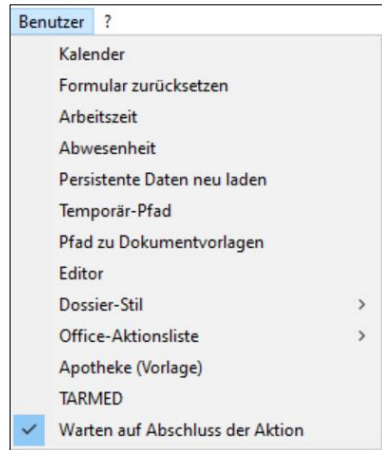 Benutzer ?
Kalender
Formular zurücksetzen
Arbeitszeit
Abwesenheit
Persistente Daten neu laden
Temporär-Pfad
Pfad zu Dokumentvorlagen
Editor
Dossier-Stil
Office-Aktionsliste
Apotheke (Vorlage)
TARMED
Warten auf Abschluss der Aktion